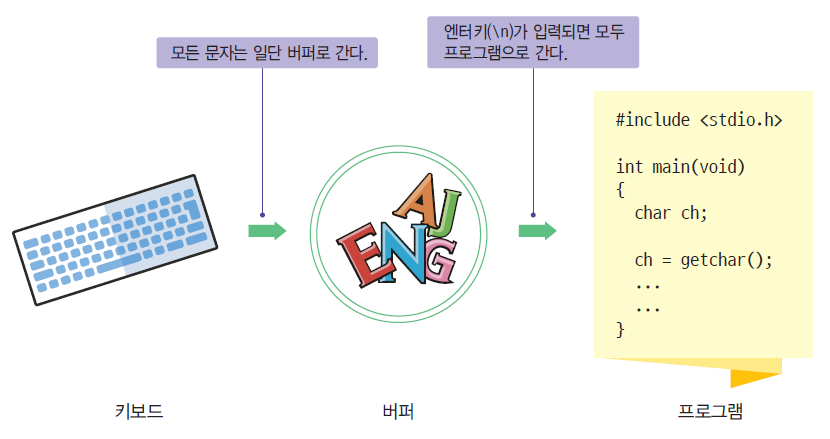 모든 문자는 일단 버퍼로 간다.
엔터키(\n)가 입력되면 모두
프로그램으로 간다.
#include <stdio.h>
int main(void)
{
char ch;
ch = getchar();
...
...
}
A J
E N G
키보드
버퍼
프로그램